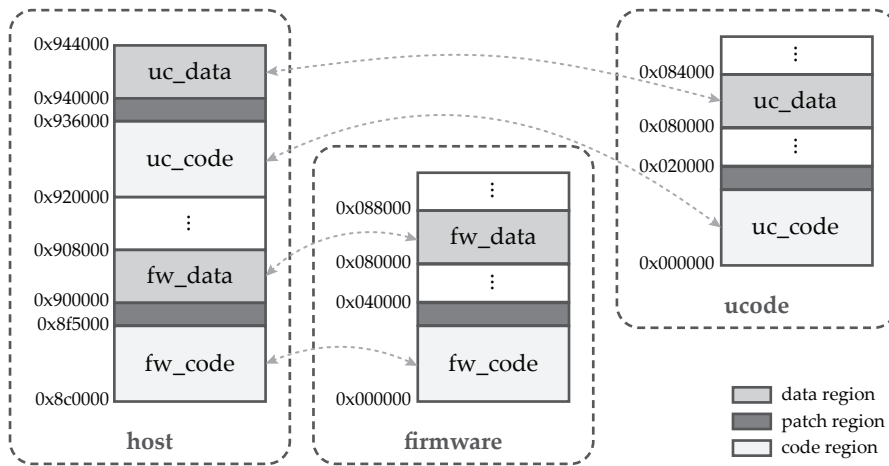 0x944000
uc_data
0x940000
0x936000
uc_code
0x920000
⋮
0x908000
fw_data
0x900000
0x8f5000
fw_code
0x8c0000
host
⋮
0x088000
fw_data
0x080000
⋮
0x040000
fw_code
0x000000
firmware
⋮
0x084000
uc_data
0x080000
⋮
0x020000
uc_code
0x000000
ucode
data region
patch region
code region